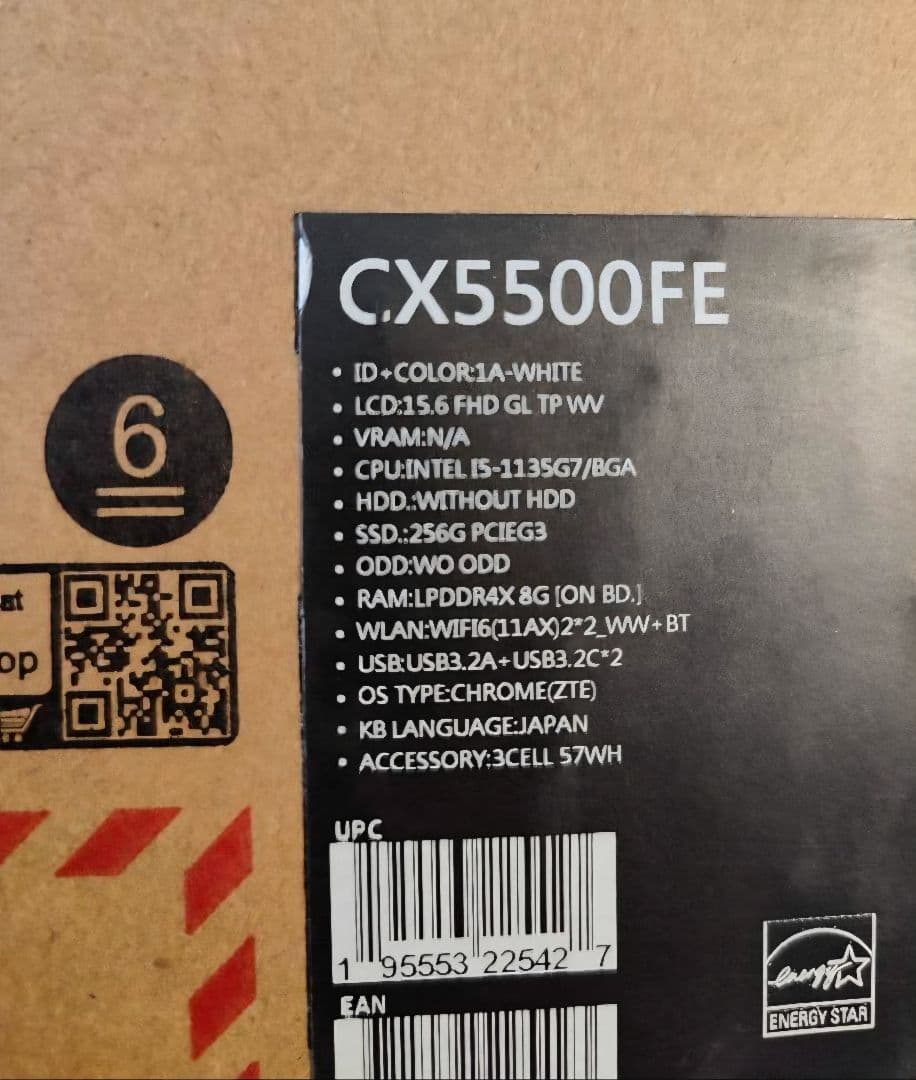 CX5500FE
• ID+COLOR:1A-WHITE
• LCD:15.6 FHD GL TP WV
• VRAM:N/A
• CPU:INTEL I5-1135G7/BGA
• HDD.:WITHOUT HDD
• SSD.:256G PCIEG3
• ODD:WO ODD
• RAM:LPDDR4X 8G [ON BD.]
• WLAN:WIFI6(11AX)2*2_WW+BT
• USB:USB3.2A+USB3.2C*2
• OS TYPE:CHROME(ZTE)
• KB LANGUAGE:JAPAN
• ACCESSORY:3CELL 57WH
6
at
op
UPC
1 95553 22542 7
EAN
energy
ENERGY STAR